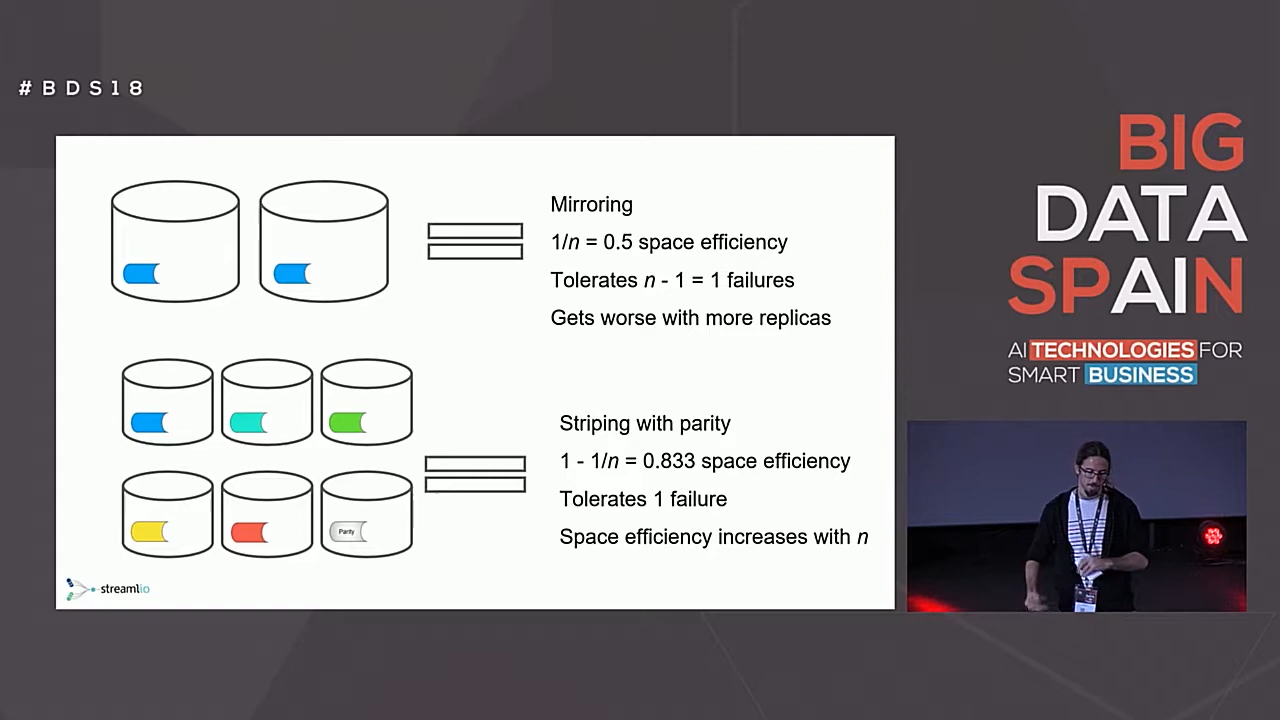 #BDS18
Mirroring
1/n = 0.5 space efficiency
Tolerates n - 1 = 1 failures
Gets worse with more replicas
Striping with parity
1 - 1/n = 0.833 space efficiency
Tolerates 1 failure
Space efficiency increases with n
Parity
streamlio
BIG
DATA
SPAIN
AI TECHNOLOGIES FOR
SMART BUSINESS